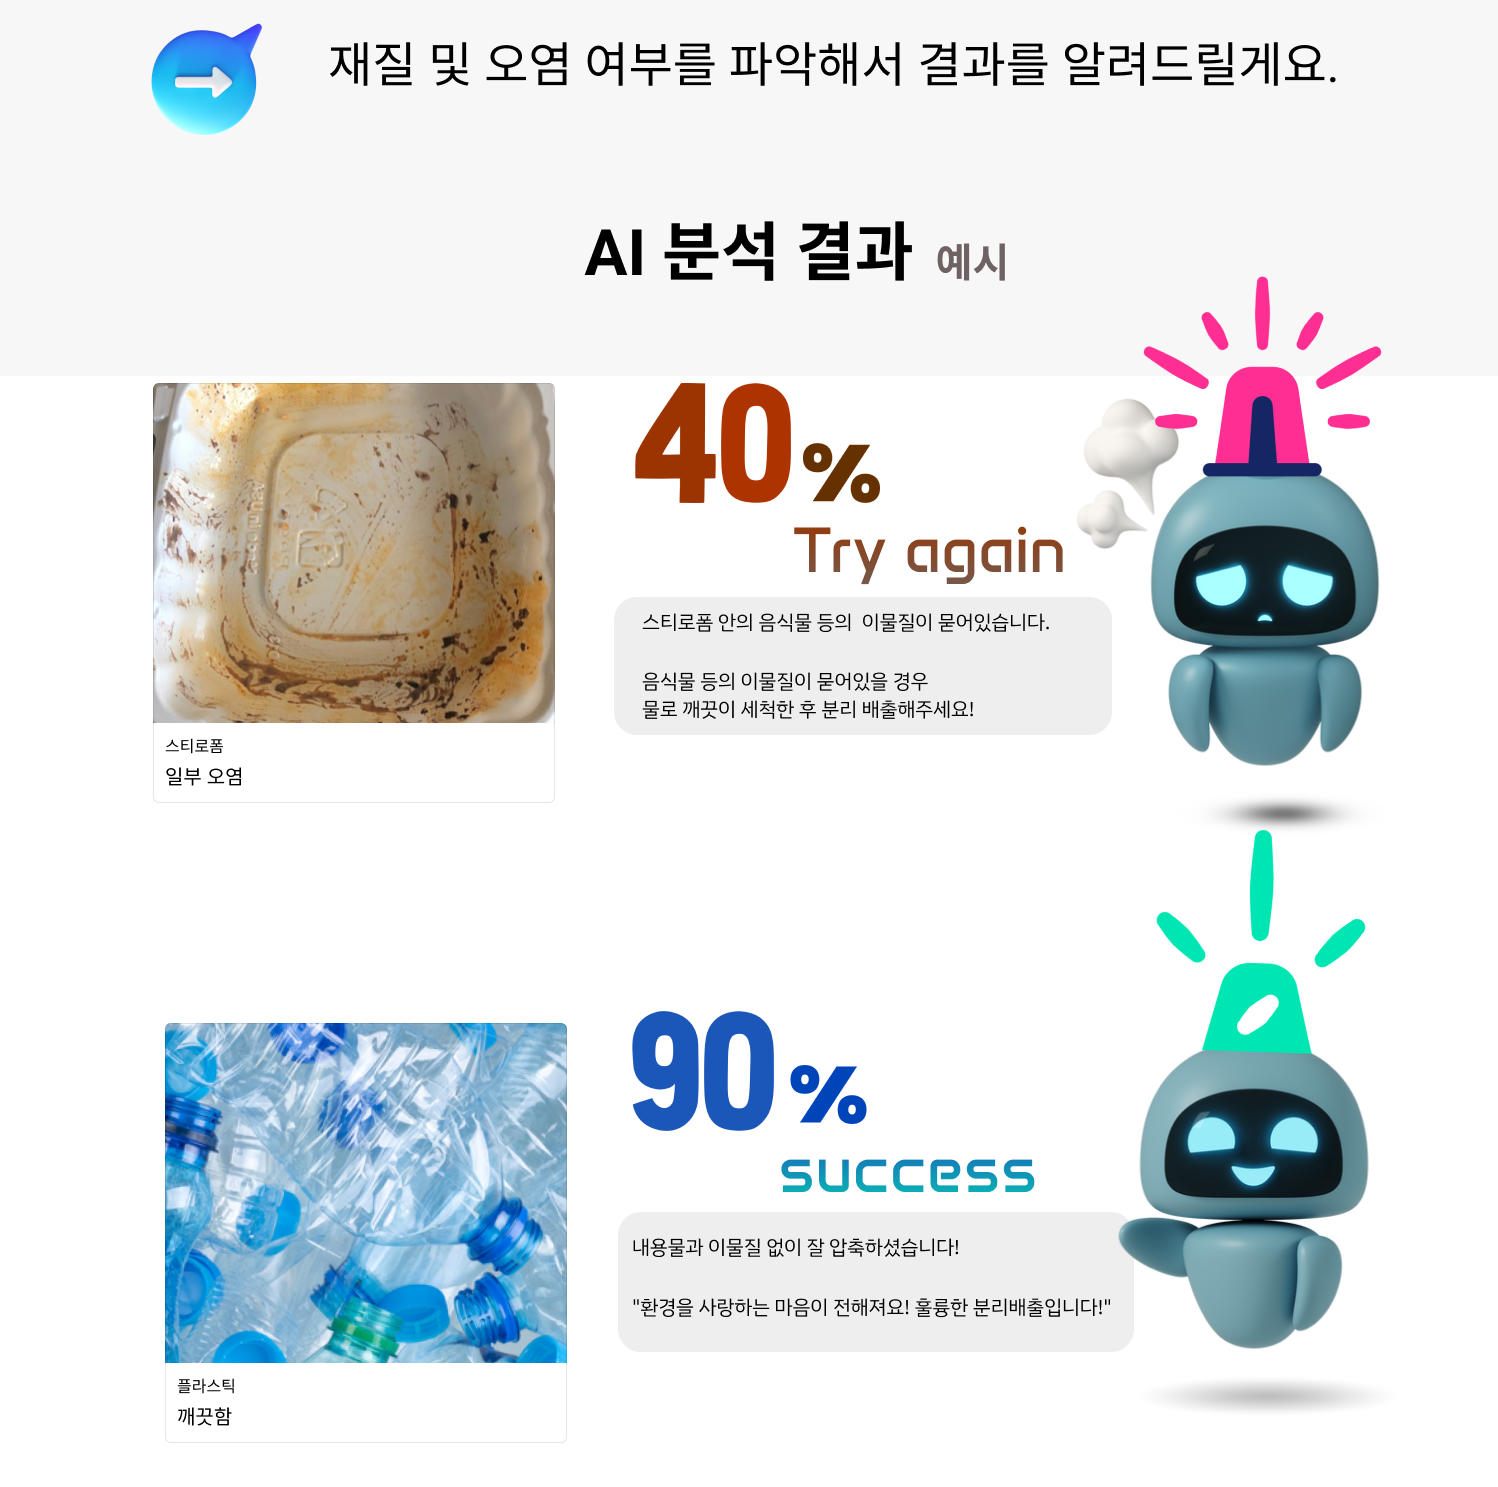 재질 및 오염 여부를 파악해서 결과를 알려드릴게요.
AI 분석 결과 예시
40%
Try again
스티로폼 안의 음식물 등의 이물질이 묻어있습니다.
음식물 등의 이물질이 묻어있을 경우
물로 깨끗이 세척한 후 분리 배출해주세요!
스티로폼
일부 오염
90%
success
내용물과 이물질 없이 잘 압축하셨습니다!
"환경을 사랑하는 마음이 전해져요! 훌륭한 분리배출입니다!"
플라스틱
깨끗함